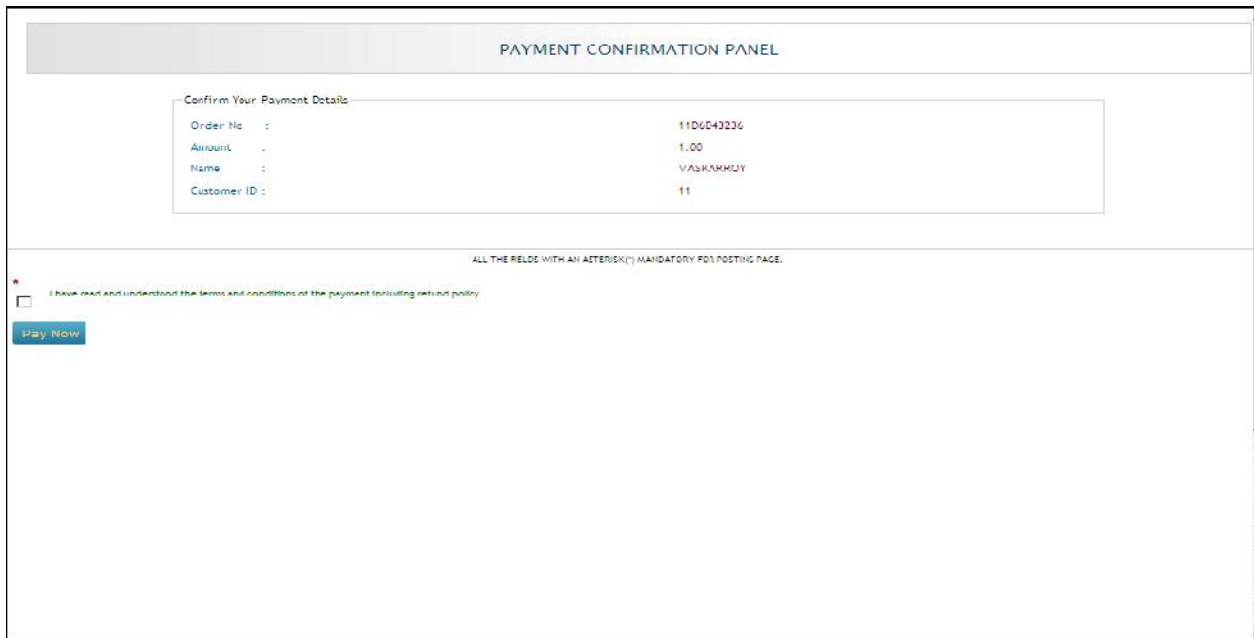 PAYMENT CONFIRMATION PANEL
Confirm Your Payment Details
Order No :
Amount : 1.00
Name : VASKARROY
Customer ID : 11
ALL THE FIELDS WITH AN ASTERISK(*) MANDATORY FOR POSTING PAGE.
*
I have read and understood the terms and conditions of the payment including refund policy
Pay Now